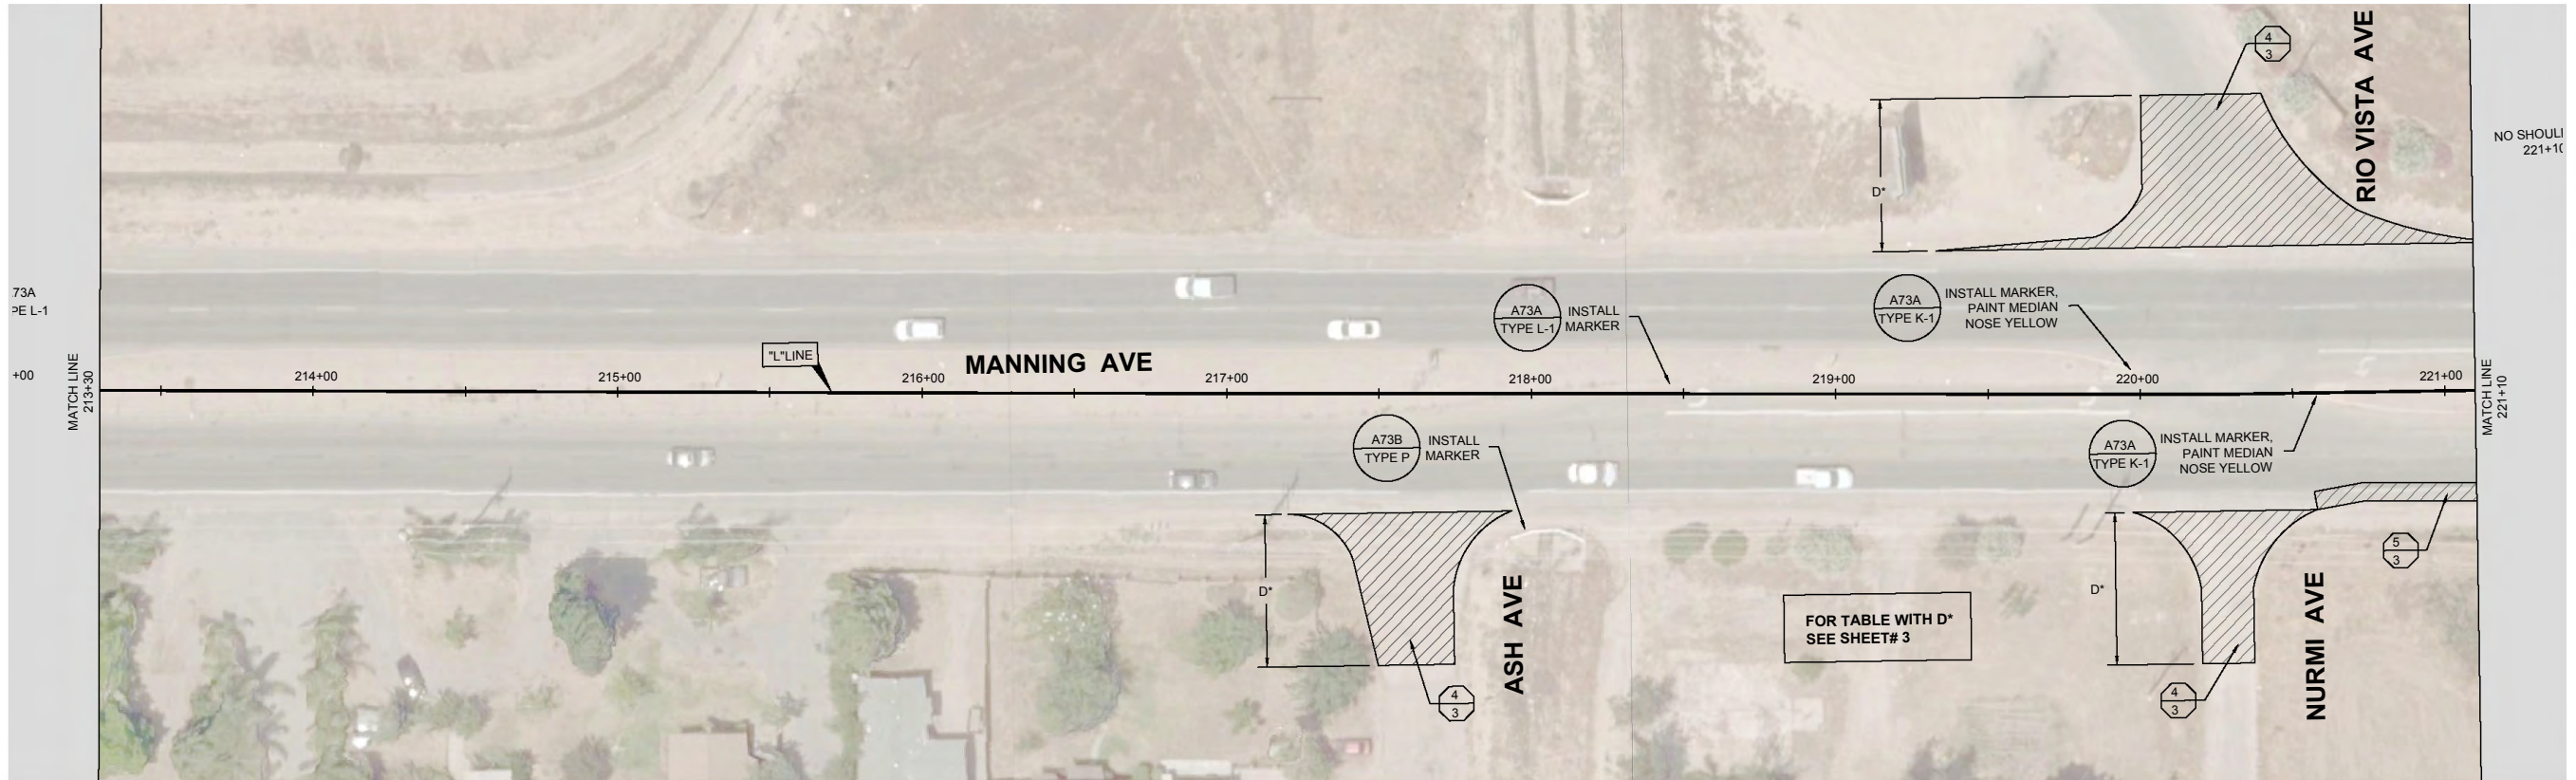 4
3
RIO VISTA AVE
NO SHOUL
221+10
D*
.73A
PE L-1
A73A
TYPE L-1
INSTALL
MARKER
A73A
TYPE K-1
INSTALL MARKER,
PAINT MEDIAN
NOSE YELLOW
"L"LINE
MANNING AVE
+00
MATCH LINE
213+30
214+00
215+00
216+00
217+00
218+00
219+00
220+00
221+00
MATCH LINE
221+10
A73B
TYPE P
INSTALL
MARKER
A73A
TYPE K-1
INSTALL MARKER,
PAINT MEDIAN
NOSE YELLOW
5
3
D*
D*
ASH AVE
FOR TABLE WITH D*
SEE SHEET# 3
NURMI AVE
4
3
4
3